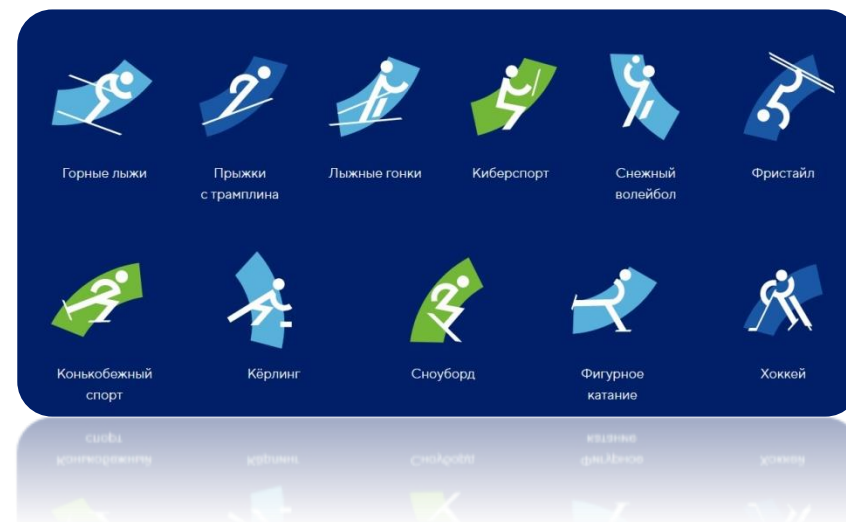 Горные лыжи
Прыжки
с трамплина
Лыжные гонки
Киберспорт
Снежный
волейбол
Фристайл
Конькобежный
спорт
Кёрлинг
Сноуборд
Фигурное
катание
Хоккей